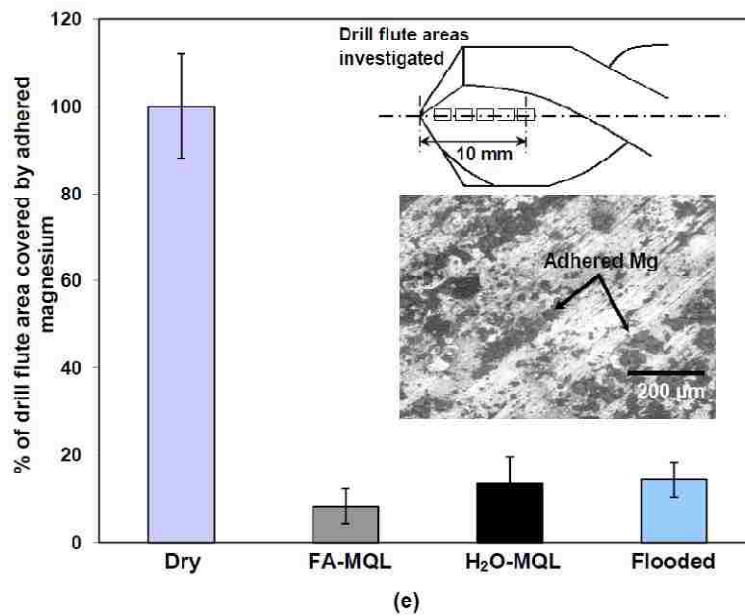 % of drill flute area covered by adhered
magnesium
120
100
80
60
40
20
0
Drill flute areas
investigated
10 mm
Adhered Mg
200 µm
Dry
FA-MQL
H₂O-MQL
Flooded
(e)